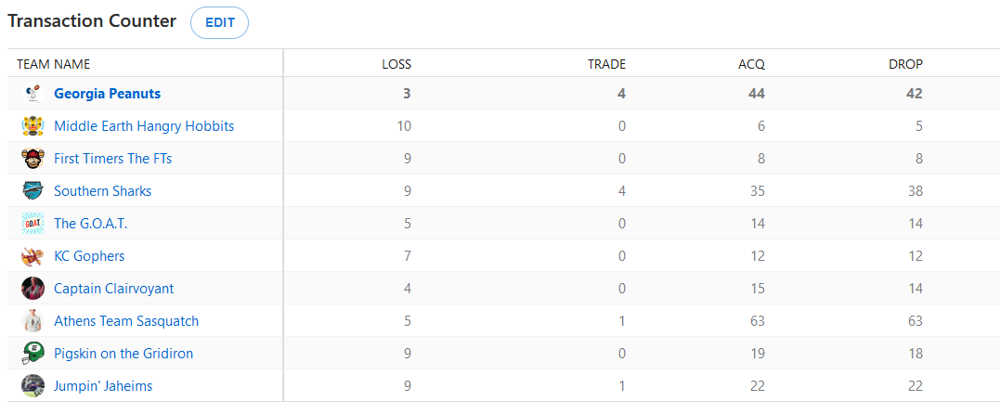 Transaction Counter EDIT
TEAM NAME LOSS TRADE ACQ DROP
Georgia Peanuts 3 4 44 42
Middle Earth Hangry Hobbits 10 0 6 5
First Timers The FTs 9 0 8 8
Southern Sharks 9 4 35 38
GOAT The G.O.A.T. 5 0 14 14
KC Gophers 7 0 12 12
Captain Clairvoyant 4 0 15 14
Athens Team Sasquatch 5 1 63 63
E Pigskin on the Gridiron 9 0 19 18
Jumpin' Jaheims 9 1 22 22